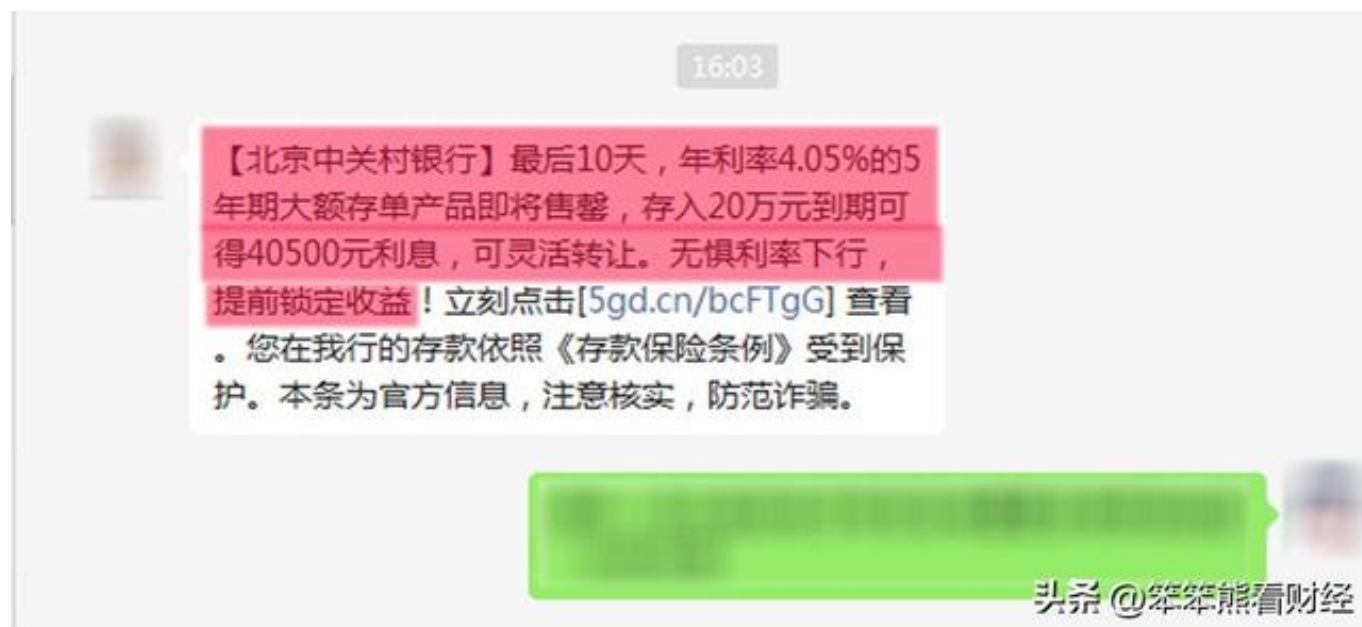 16:03
【北京中关村银行】最后10天，年利率4.05%的5
年期大额存单产品即将售罄，存入20万元到期可
得40500元利息，可灵活转让。无惧利率下行，
提前锁定收益！立刻点击[5gd.cn/bcFTgG] 查看
。您在我行的存款依照《存款保险条例》受到保
护。本条为官方信息，注意核实，防范诈骗。
头条 @笨笨熊看财经